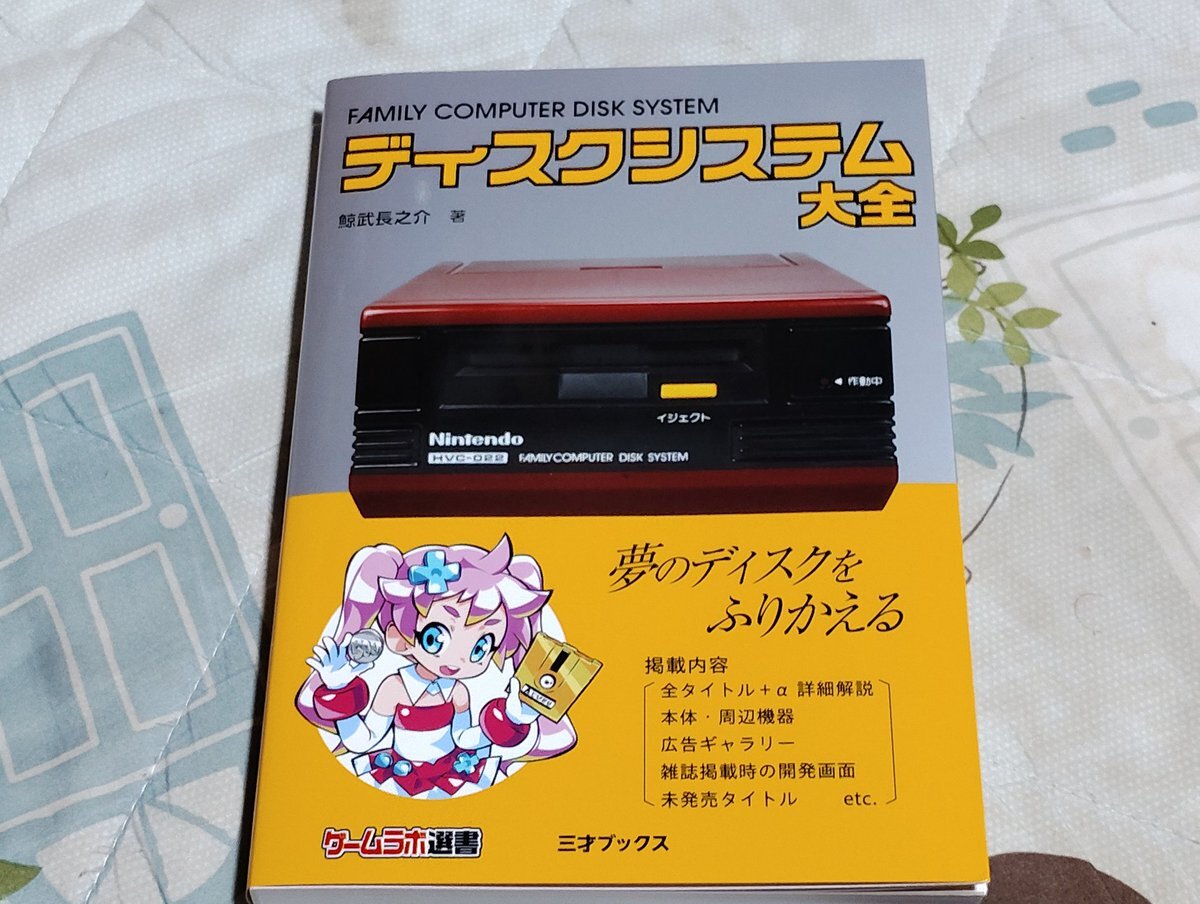 FAMILY COMPUTER DISK SYSTEM
ディスクシステム
大全
鯨武長之介 著
◀ 作動中
イジェクト
Nintendo
HVC-022 FAMILY COMPUTER DISK SYSTEM
夢のディスクを
ふりかえる
掲載内容
全タイトル+α 詳細解説
本体・周辺機器
広告ギャラリー
雑誌掲載時の開発画面
未発売タイトル etc.
ゲームラボ選書
三才ブックス